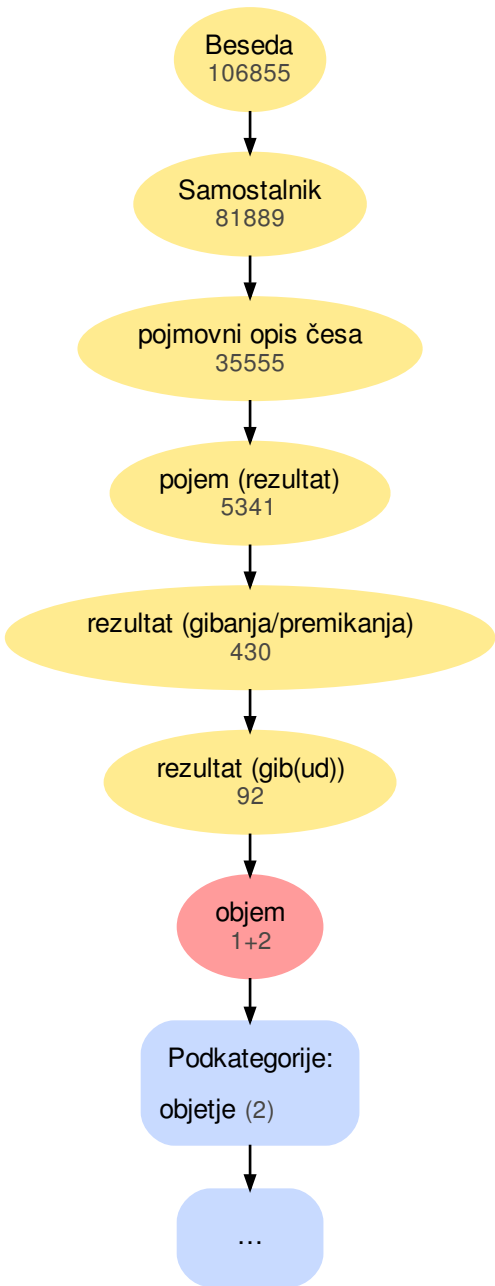 Beseda
106855
Samostalnik
81889
pojmovni opis česa
35555
pojem (rezultat)
5341
rezultat (gibanja/premikanja)
430
rezultat (gib(ud))
92
objem
1+2
Podkategorije:
objetje (2)
…